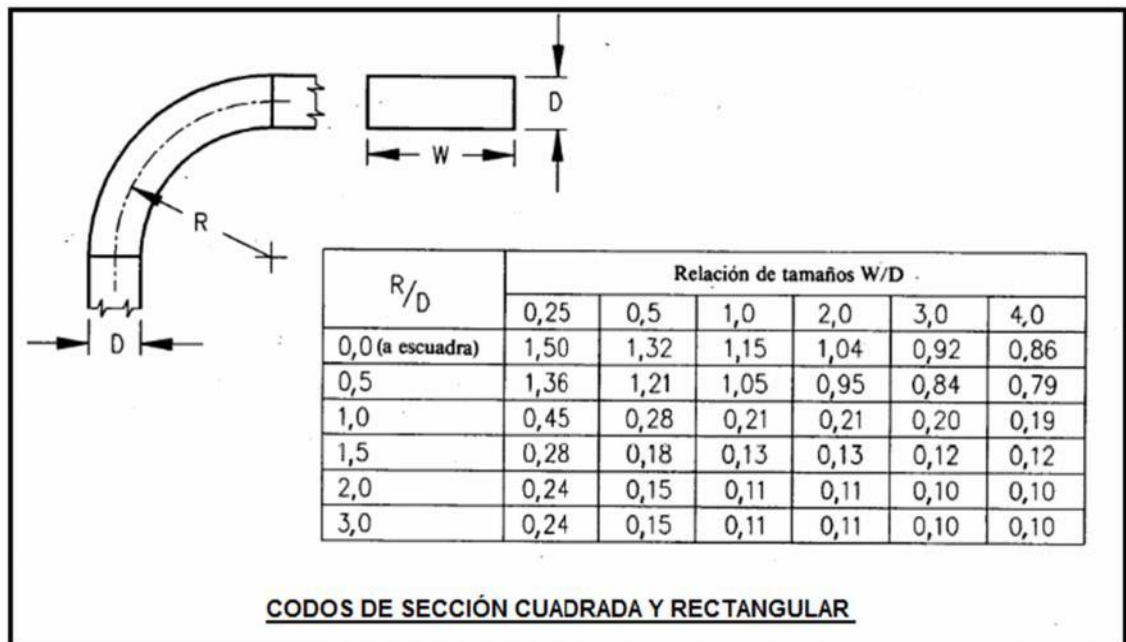 D
W
R
D
R/D
Relación de tamaños W/D
0,25 0,5 1,0 2,0 3,0 4,0
0,0 (a escuadra) 1,50 1,32 1,15 1,04 0,92 0,86
0,5 1,36 1,21 1,05 0,95 0,84 0,79
1,0 0,45 0,28 0,21 0,21 0,20 0,19
1,5 0,28 0,18 0,13 0,13 0,12 0,12
2,0 0,24 0,15 0,11 0,11 0,10 0,10
3,0 0,24 0,15 0,11 0,11 0,10 0,10
CODOS DE SECCIÓN CUADRADA Y RECTANGULAR